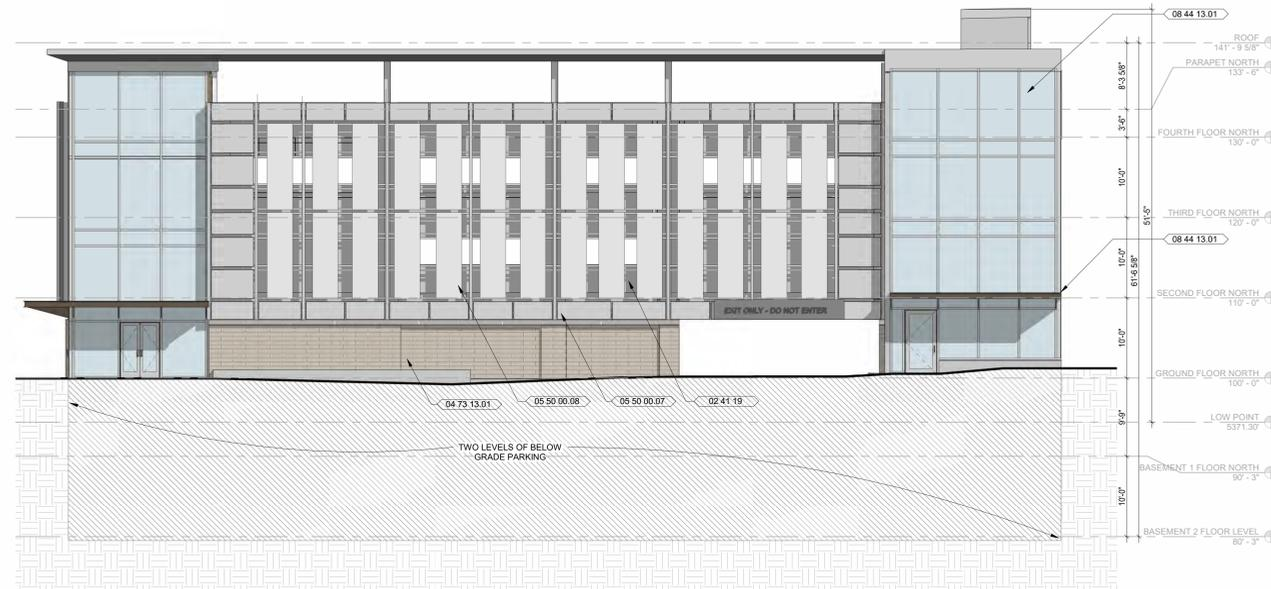 08 44 13.01
ROOF
141' - 9 5/8"
PARAPET NORTH
133' - 6"
8'-3 5/8"
3'-6"
FOURTH FLOOR NORTH
130' - 0"
10'-0"
THIRD FLOOR NORTH
120' - 0"
51'-5"
08 44 13.01
10'-0"
61'-6 5/8"
SECOND FLOOR NORTH
110' - 0"
EXIT ONLY - DO NOT ENTER
10'-0"
GROUND FLOOR NORTH
100' - 0"
04 73 13.01
05 50 00.08
05 50 00.07
02 41 19
9'-9"
LOW POINT
5371.30'
TWO LEVELS OF BELOW
GRADE PARKING
BASEMENT 1 FLOOR NORTH
90' - 3"
10'-0"
BASEMENT 2 FLOOR LEVEL
80' - 3"